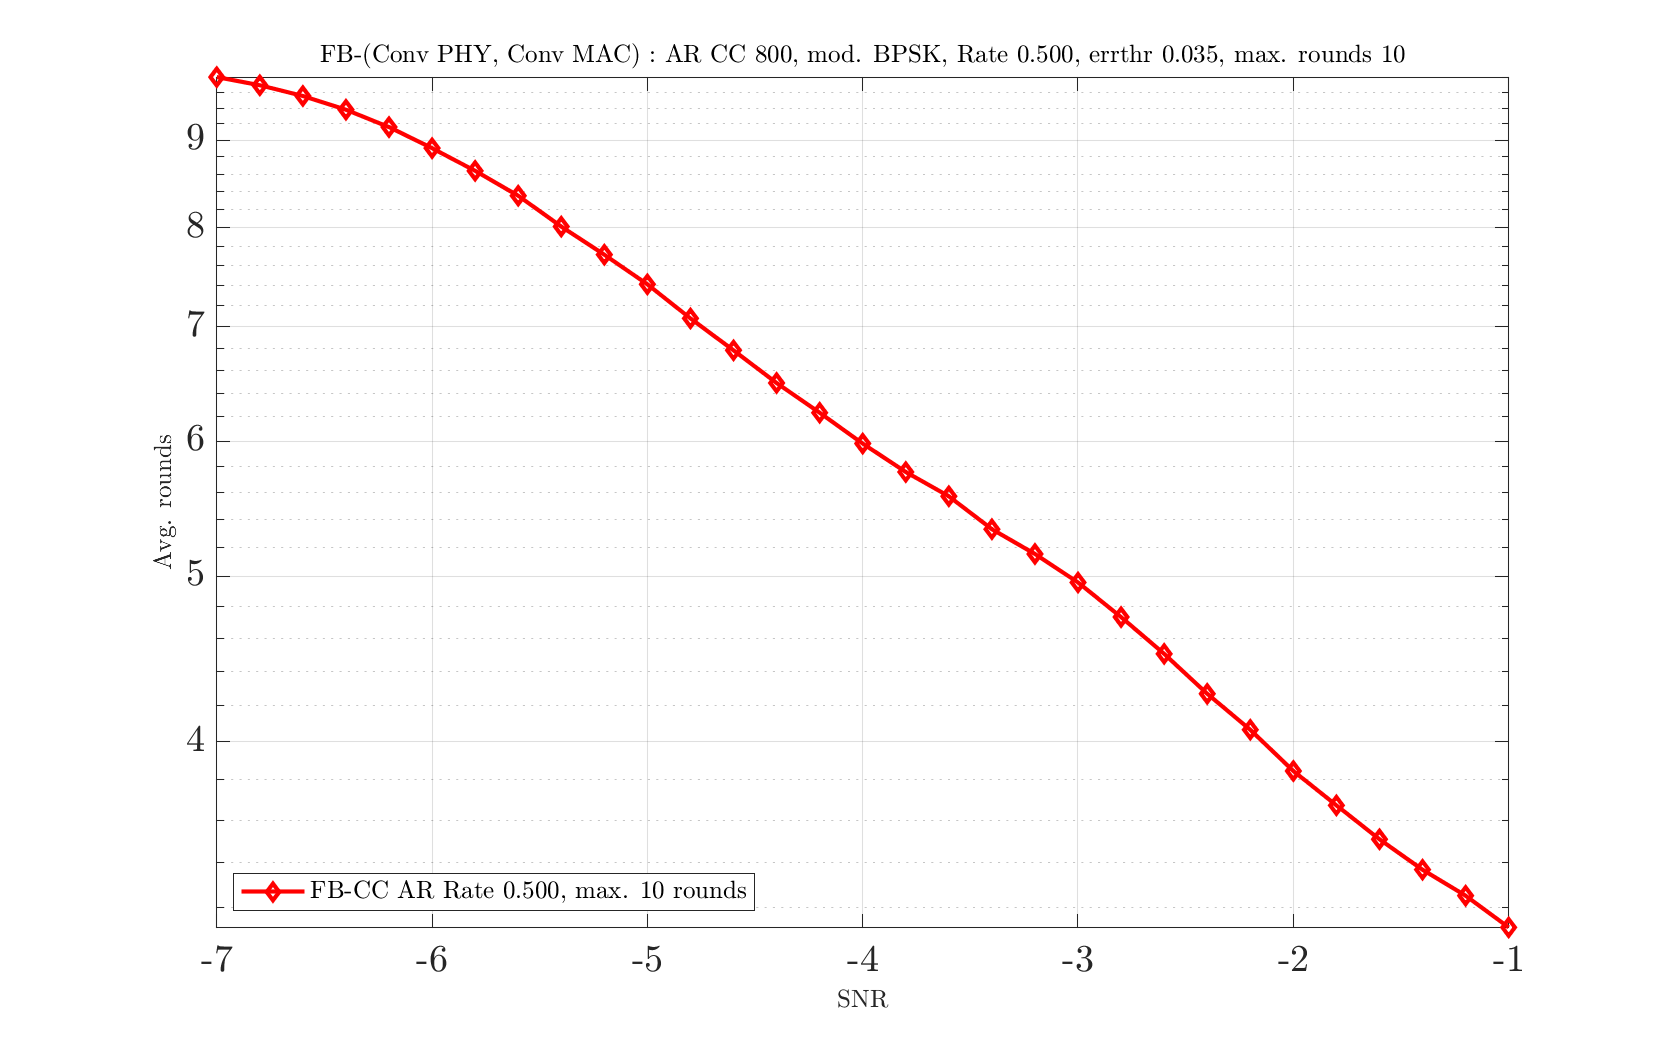 FB-(Conv PHY, Conv MAC) : AR CC 800, mod. BPSK, Rate 0.500, errthr 0.035, max. rounds 10
9
8
7
6
5
4
Avg. rounds
FB-CC AR Rate 0.500, max. 10 rounds
-7 -6 -5 -4 -3 -2 -1
SNR